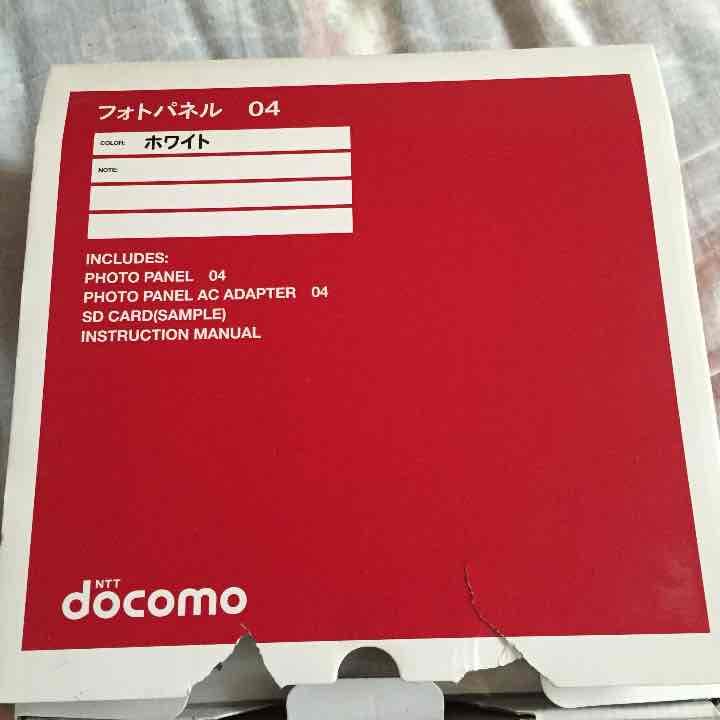 フォトパネル 04
COLOR: ホワイト
NOTE:
INCLUDES:
PHOTO PANEL 04
PHOTO PANEL AC ADAPTER 04
SD CARD(SAMPLE)
INSTRUCTION MANUAL
NTT
docomo